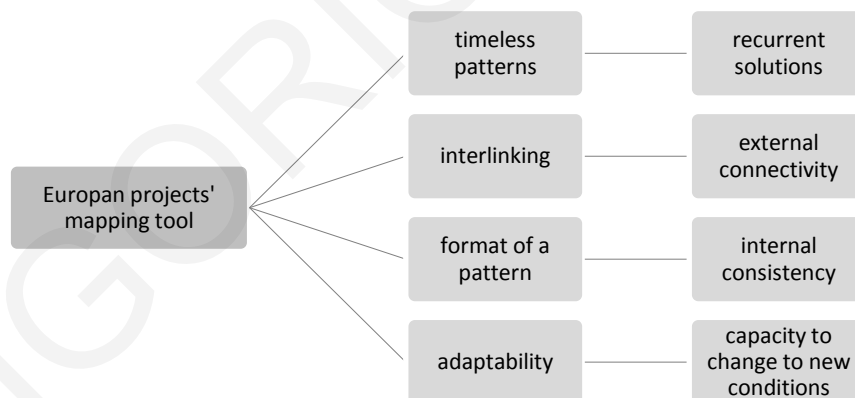 Europan projects'
mapping tool
timeless
patterns
recurrent
solutions
interlinking
external
connectivity
format of a
pattern
internal
consistency
adaptability
capacity to
change to new
conditions